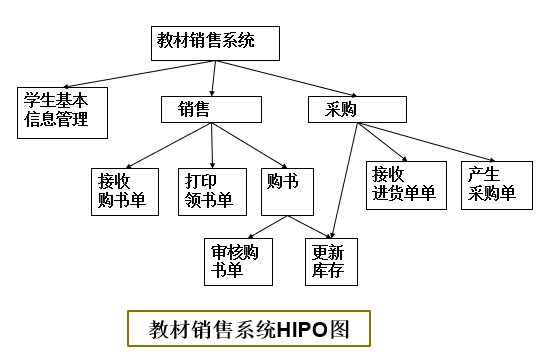 教材销售系统
学生基本
信息管理
销售
采购
接收
购书单
打印
领书单
购书
接收
进货单单
产生
采购单
审核购
书单
更新
库存
教材销售系统HIPO图